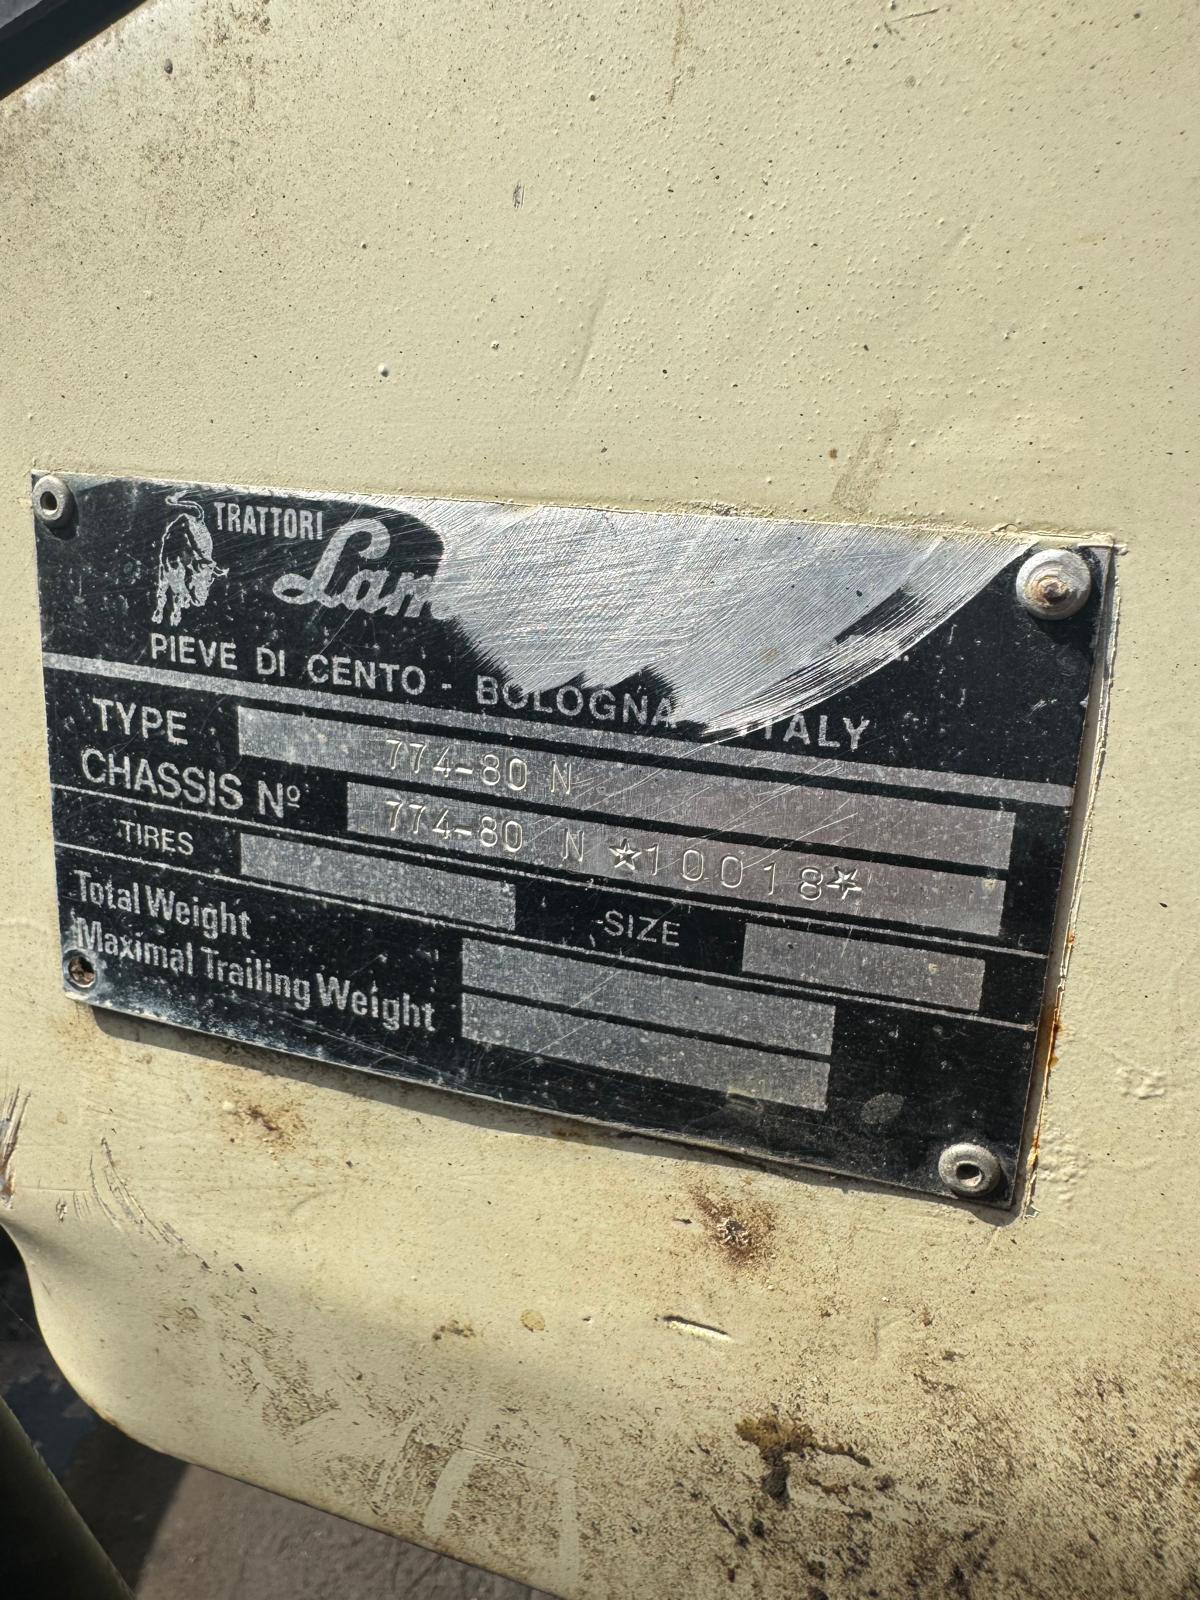 TRATTORI
Lam
PIEVE DI CENTO - BOLOGNA ITALY
TYPE 774-80 N
CHASSIS Nº 774-80 N ☆10018☆
TIRES SIZE
Total Weight
Maximal Trailing Weight